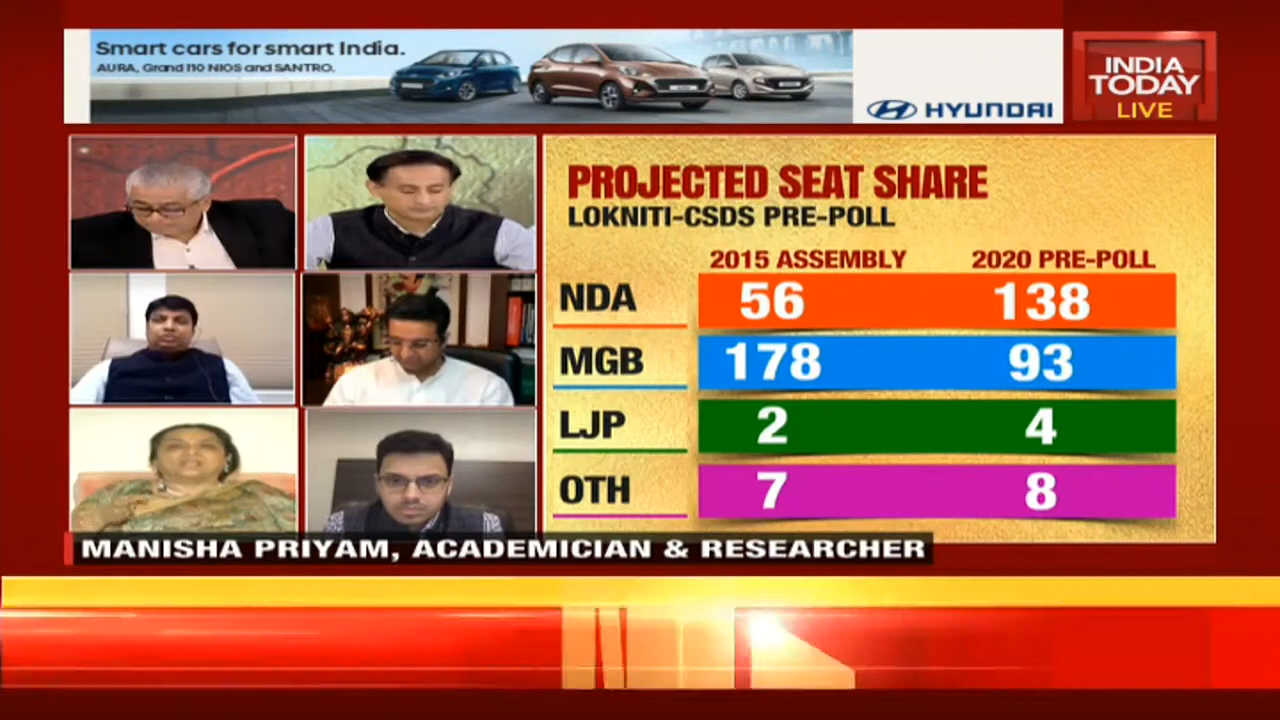 Smart cars for smart India.
AURA, Grand i10 NIOS and SANTRO.
HYUNDAI
INDIA
TODAY
LIVE
PROJECTED SEAT SHARE
LOKNITI-CSDS PRE-POLL
2015 ASSEMBLY 2020 PRE-POLL
NDA 56 138
MGB 178 93
LJP 2 4
OTH 7 8
MANISHA PRIYAM, ACADEMICIAN & RESEARCHER